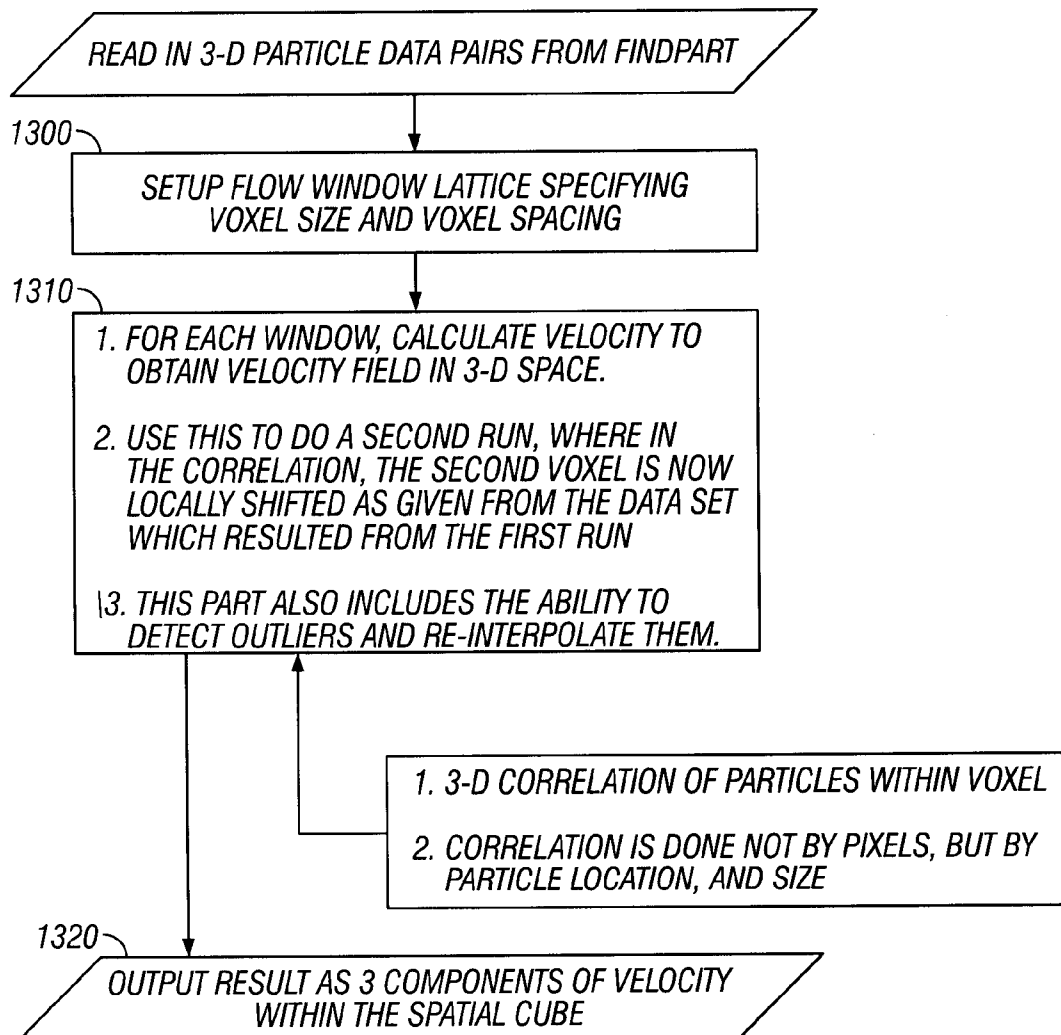 READ IN 3-D PARTICLE DATA PAIRS FROM FINDPART
1300
SETUP FLOW WINDOW LATTICE SPECIFYING
VOXEL SIZE AND VOXEL SPACING
1310
1. FOR EACH WINDOW, CALCULATE VELOCITY TO
OBTAIN VELOCITY FIELD IN 3-D SPACE.
2. USE THIS TO DO A SECOND RUN, WHERE IN
THE CORRELATION, THE SECOND VOXEL IS NOW
LOCALLY SHIFTED AS GIVEN FROM THE DATA SET
WHICH RESULTED FROM THE FIRST RUN
\3. THIS PART ALSO INCLUDES THE ABILITY TO
DETECT OUTLIERS AND RE-INTERPOLATE THEM.
1. 3-D CORRELATION OF PARTICLES WITHIN VOXEL
2. CORRELATION IS DONE NOT BY PIXELS, BUT BY
PARTICLE LOCATION, AND SIZE
1320
OUTPUT RESULT AS 3 COMPONENTS OF VELOCITY
WITHIN THE SPATIAL CUBE